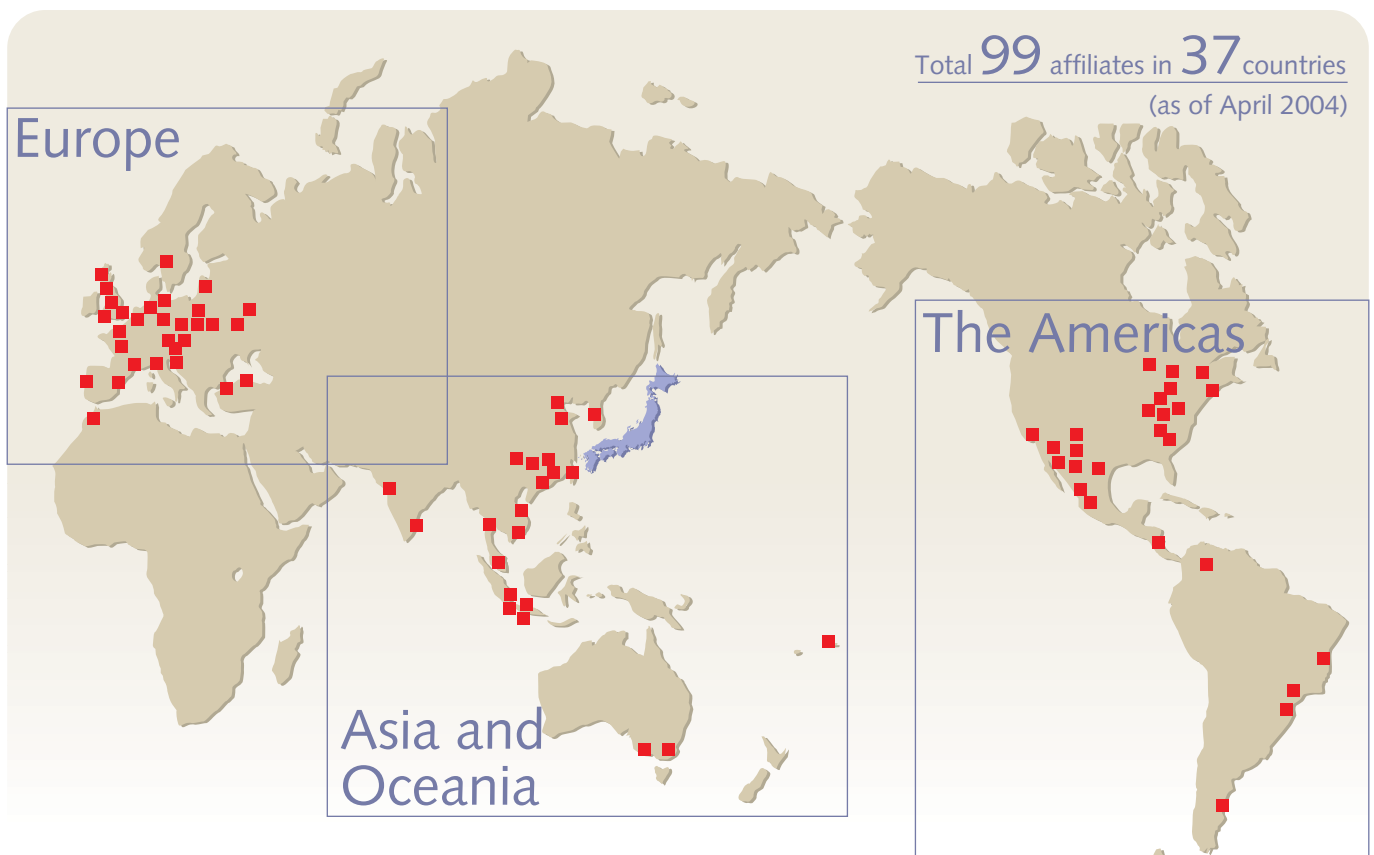 Total 99 affiliates in 37 countries
(as of April 2004)
Europe
The Americas
Asia and
Oceania